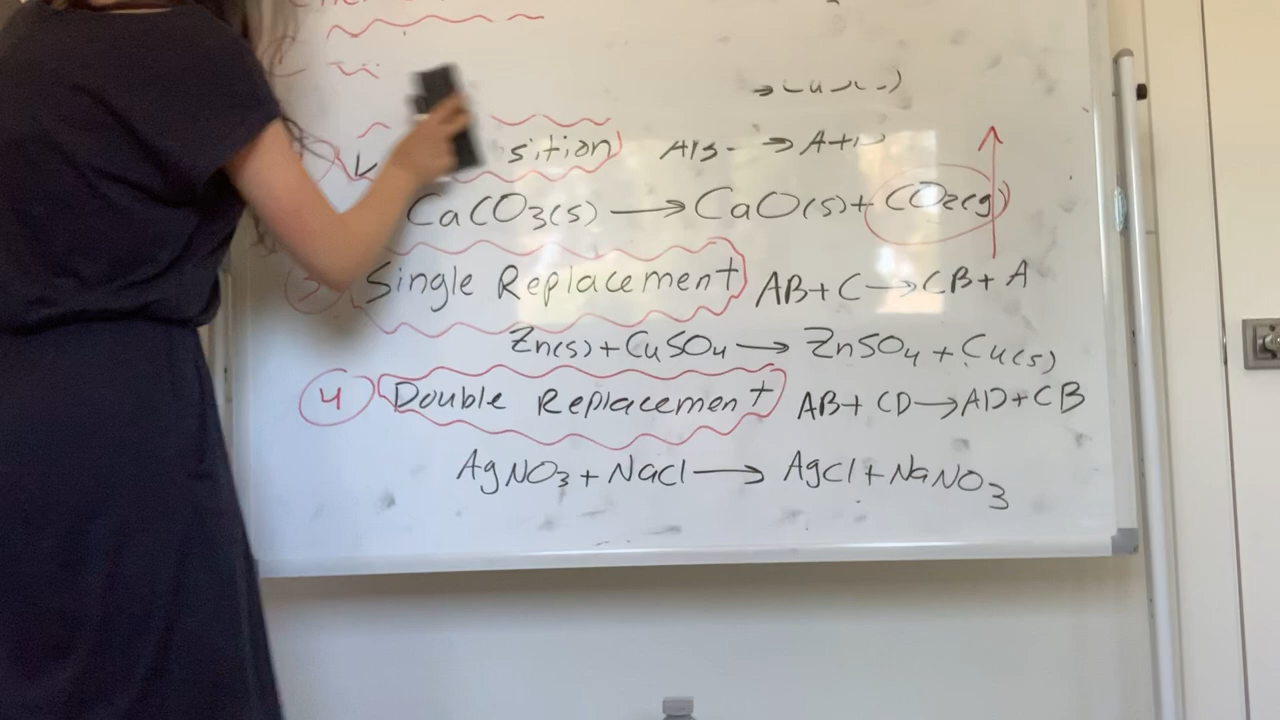 sition
CaCO3(s) → CaO(s) + CO2(g)
Single Replacement AB + C → CB + A
Zn(s) + CuSO4 → ZnSO4 + Cu(s)
4 Double Replacement AB + CD → AD + CB
AgNO3 + NaCl → AgCl + NaNO3